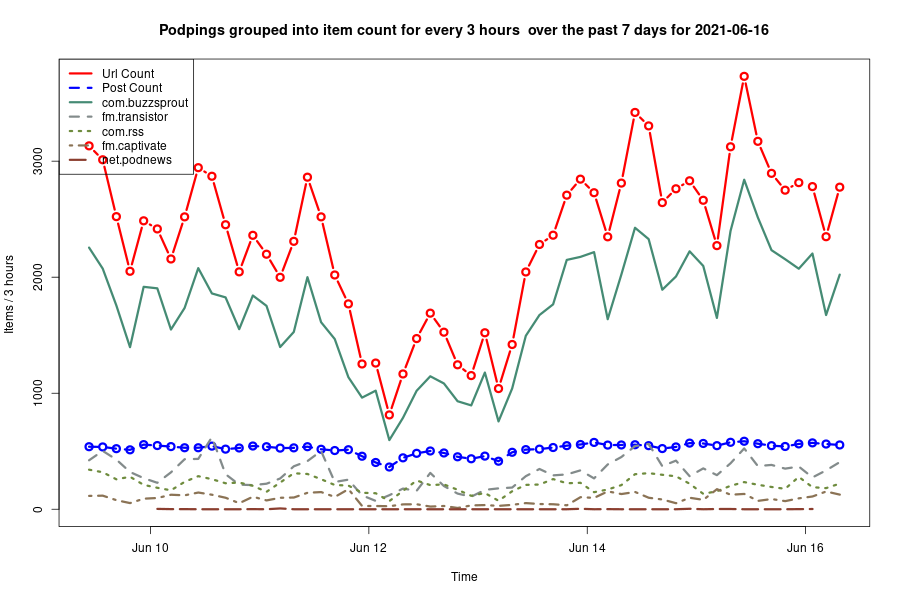 Podpings grouped into item count for every 3 hours  over the past 7 days for 2021-06-16
Url Count
Post Count
com.buzzsprout
fm.transistor
com.rss
fm.captivate
net.podnews
Items / 3 hours
3000
2000
1000
0
Jun 10
Jun 12
Jun 14
Jun 16
Time